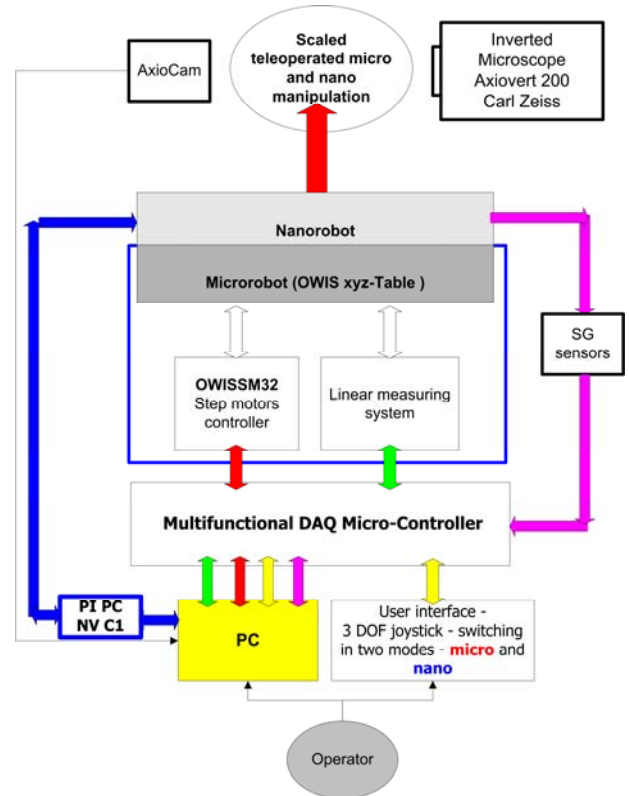 AxioCam
Scaled
teleoperated micro
and nano
manipulation
Inverted
Microscope
Axiovert 200
Carl Zeiss
Nanorobot
Microrobot (OWIS xyz-Table )
SG
sensors
OWISSM32
Step motors
controller
Linear measuring
system
Multifunctional DAQ Micro-Controller
PI PC
NV C1
PC
User interface -
3 DOF joystick - switching
in two modes - micro and
nano
Operator